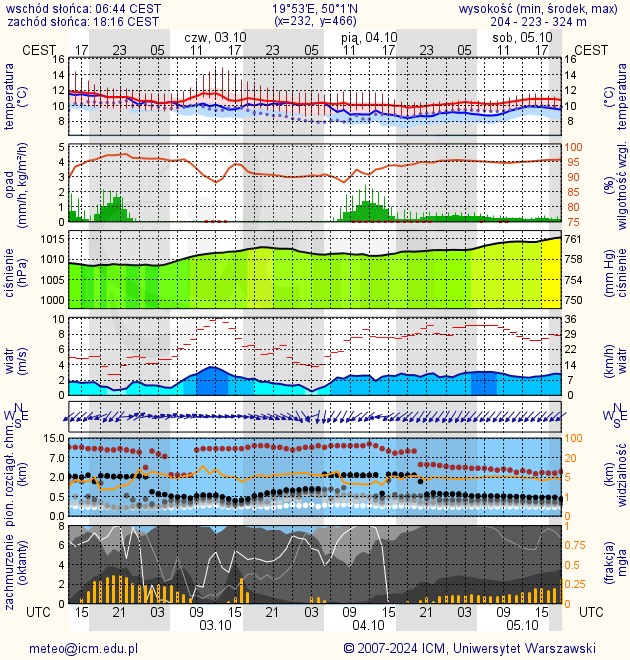 wschód słońca: 06:44 CEST 19°53'E, 50°1'N wysokość (min, środek, max)
zachód słońca: 18:16 CEST (x=232, y=466) 204 - 223 - 324 m
czw, 03.10 pią, 04.10 sob, 05.10
CEST 17 23 05 11 17 23 05 11 17 23 05 11 17 CEST
temperatura (°C) 16 14 12 10 8 16 14 12 10 8 (°C) temperatura
opad (mm/h, kg/m²/h) 5 4 3 2 1 0 100 95 90 85 80 75 (%) wilgotność wzgl.
ciśnienie (hPa) 1015 1010 1005 1000 761 758 754 750 (mm Hg) ciśnienie
wiatr (m/s) 10 8 6 4 2 0 36 29 22 14 7 0 (km/h) wiatr
N W E S N W E S
pion. rozciągł. chm. (km) 15.0 7.0 2.0 0.5 0.0 100 20 5 1 0 (km) widzialność
zachmurzenie (oktanty) 8 6 4 2 0 1 0.75 0.5 0.25 0 (frakcja) mgła
UTC 15 21 03 09 15 21 03 09 15 21 03 09 15 UTC
03.10 04.10 05.10
meteo@icm.edu.pl © 2007-2024 ICM, Uniwersytet Warszawski